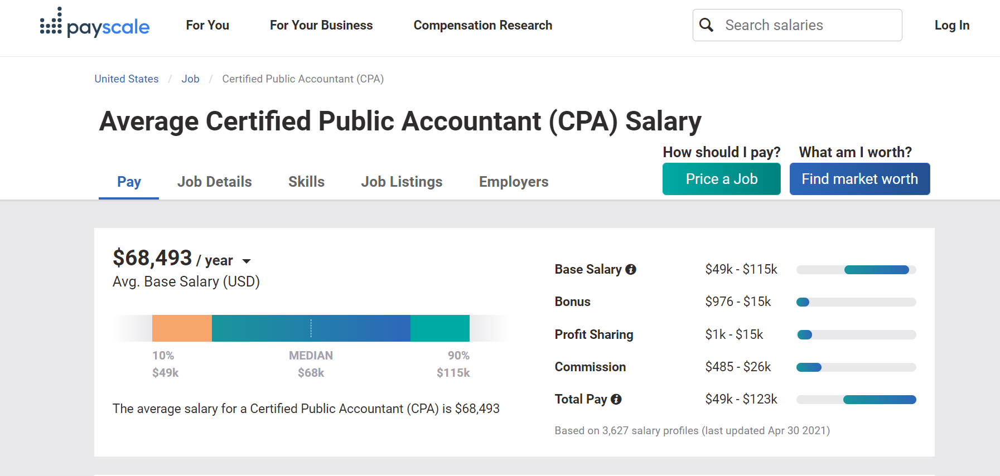 payscale
For You
For Your Business
Compensation Research
Search salaries
Log In
United States / Job / Certified Public Accountant (CPA)
Average Certified Public Accountant (CPA) Salary
How should I pay?
What am I worth?
Pay
Job Details
Skills
Job Listings
Employers
Price a Job
Find market worth
$68,493 / year
Avg. Base Salary (USD)
10%
$49k
MEDIAN
$68k
90%
$115k
The average salary for a Certified Public Accountant (CPA) is $68,493
Base Salary i $49k - $115k
Bonus $976 - $15k
Profit Sharing $1k - $15k
Commission $485 - $26k
Total Pay i $49k - $123k
Based on 3,627 salary profiles (last updated Apr 30 2021)